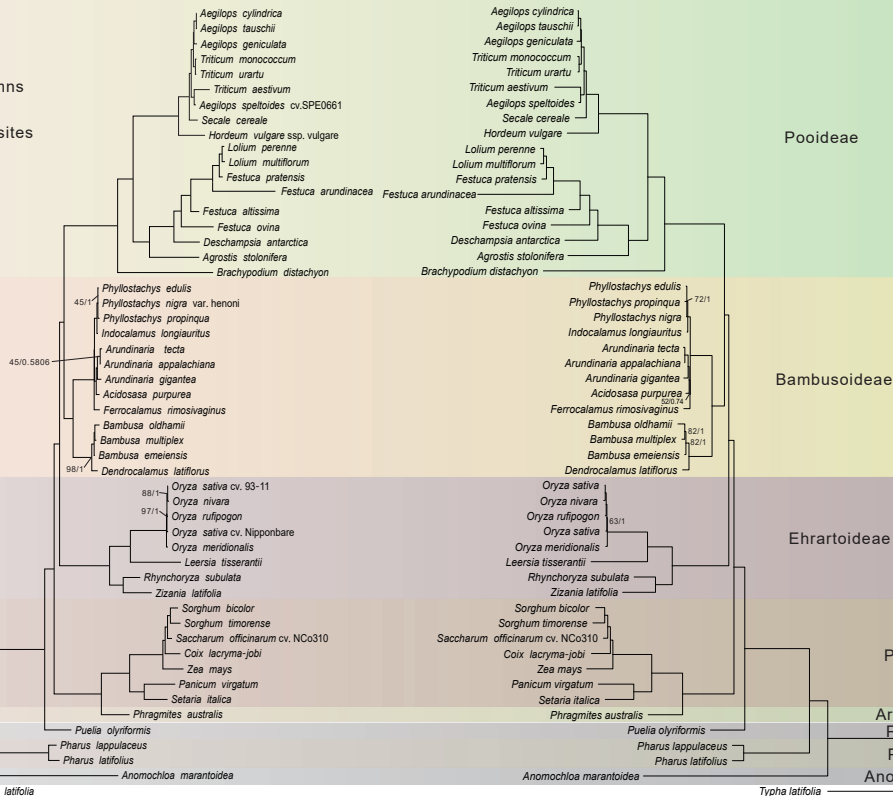 Aegilops cylindrica Aegilops cylindrica
Aegilops tauschii Aegilops tauschii
Aegilops geniculata Aegilops geniculata
Triticum monococcum Triticum monococcum
Triticum urartu Triticum urartu
Triticum aestivum Triticum aestivum
Aegilops speltoides cv.SPE0661 Aegilops speltoides
Secale cereale Secale cereale
Hordeum vulgare ssp. vulgare Hordeum vulgare
Pooideae
Lolium perenne Lolium perenne
Lolium multiflorum Lolium multiflorum
Festuca pratensis Festuca pratensis
Festuca arundinacea Festuca arundinacea
Festuca altissima Festuca altissima
Festuca ovina Festuca ovina
Deschampsia antarctica Deschampsia antarctica
Agrostis stolonifera Agrostis stolonifera
Brachypodium distachyon Brachypodium distachyon
Phyllostachys edulis Phyllostachys edulis
45/1 Phyllostachys nigra var. henoni Phyllostachys propinqua 72/1
Phyllostachys propinqua Phyllostachys nigra
Indocalamus longiauritus Indocalamus longiauritus
Arundinaria tecta Arundinaria tecta
45/0.5806 Arundinaria appalachiana Arundinaria appalachiana
Arundinaria gigantea Arundinaria gigantea Bambusoideae
Acidosasa purpurea Acidosasa purpurea
52/0.74
Ferrocalamus rimosivaginus Ferrocalamus rimosivaginus
Bambusa oldhamii Bambusa oldhamii 82/1
Bambusa multiplex Bambusa multiplex 82/1
Bambusa emeiensis Bambusa emeiensis
98/1 Dendrocalamus latiflorus Dendrocalamus latiflorus
Oryza sativa cv. 93-11 Oryza sativa
88/1 Oryza nivara Oryza nivara
97/1 Oryza rufipogon Oryza rufipogon 63/1
Oryza sativa cv. Nipponbare Oryza sativa
Ehrartoideae
Oryza meridionalis Oryza meridionalis
Leersia tisserantii Leersia tisserantii
Rhynchoryza subulata Rhynchoryza subulata
Zizania latifolia Zizania latifolia
Sorghum bicolor Sorghum bicolor
Sorghum timorense Sorghum timorense
Saccharum officinarum cv. NCo310 Saccharum officinarum cv. NCo310
Coix lacryma-jobi Coix lacryma-jobi
Zea mays Zea mays
Panicum virgatum Panicum virgatum
Setaria italica Setaria italica
Phragmites australis Phragmites australis
Puelia olyriformis Puelia olyriformis
Pharus lappulaceus Pharus lappulaceus
Pharus latifolius Pharus latifolius
Anomochloa marantoidea Anomochloa marantoidea
latifolia Typha latifolia